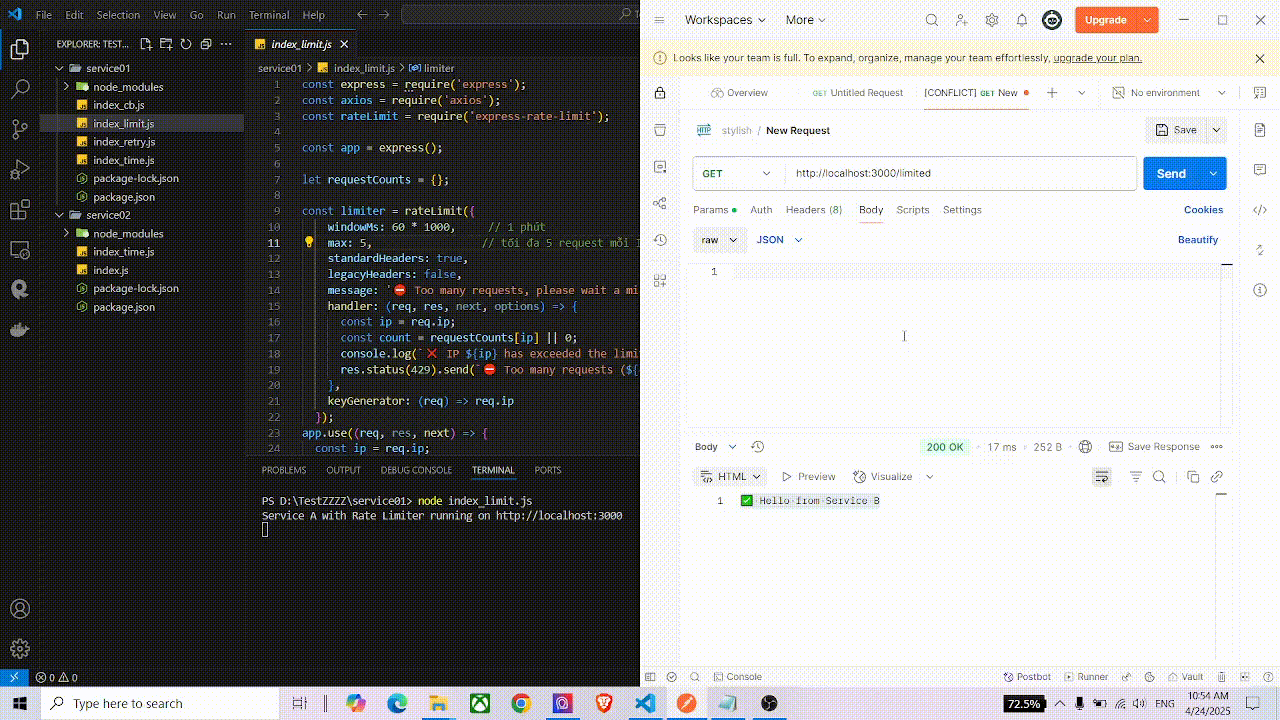 File Edit Selection View Go Run Terminal Help
EXPLORER: TEST...
service01
node_modules
index_cb.js
index_limit.js
index_retry.js
index_time.js
package-lock.json
package.json
service02
node_modules
index_time.js
index.js
package-lock.json
package.json
index_limit.js
service01 > index_limit.js > limiter
1 const express = require('express');
2 const axios = require('axios');
3 const rateLimit = require('express-rate-limit');
4
5 const app = express();
6
7 let requestCounts = {};
8
9 const limiter = rateLimit({
10 windowMs: 60 * 1000, // 1 phút
11 max: 5, // tối đa 5 request mỗi
12 standardHeaders: true,
13 legacyHeaders: false,
14 message: '⛔ Too many requests, please wait a mi
15 handler: (req, res, next, options) => {
16 const ip = req.ip;
17 const count = requestCounts[ip] || 0;
18 console.log(`❌ IP ${ip} has exceeded the limi
19 res.status(429).send(`⛔ Too many requests (${
20 },
21 keyGenerator: (req) => req.ip
22 });
23 app.use((req, res, next) => {
24 const ip = req.ip;
PROBLEMS OUTPUT DEBUG CONSOLE TERMINAL PORTS
PS D:\TestZZZZ\service01> node index_limit.js
Service A with Rate Limiter running on http://localhost:3000
0 0
Workspaces More Upgrade
Looks like your team is full. To expand, organize, manage your team effortlessly, upgrade your plan.
Overview GET Untitled Request [CONFLICT] GET New No environment
HTTP stylish / New Request Save
GET http://localhost:3000/limited Send
Params Auth Headers (8) Body Scripts Settings Cookies
raw JSON Beautify
1
Body 200 OK 17 ms 252 B Save Response
HTML Preview Visualize
1 ✅ Hello from Service B
Console Postbot Runner Vault
Type here to search
72.5% ENG 10:54 AM
4/24/2025